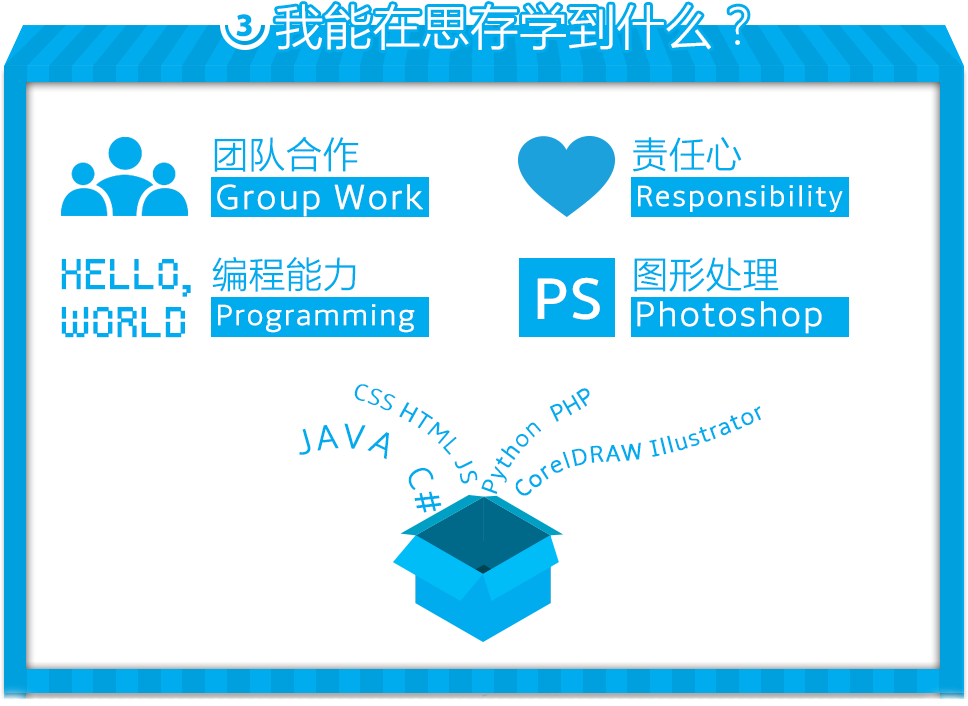 3 我能在思存学到什么？
团队合作
Group Work
责任心
Responsibility
HELLO,
WORLD
编程能力
Programming
PS
图形处理
Photoshop
JAVA C#
CSS HTML JS
Python PHP
CorelDRAW Illustrator